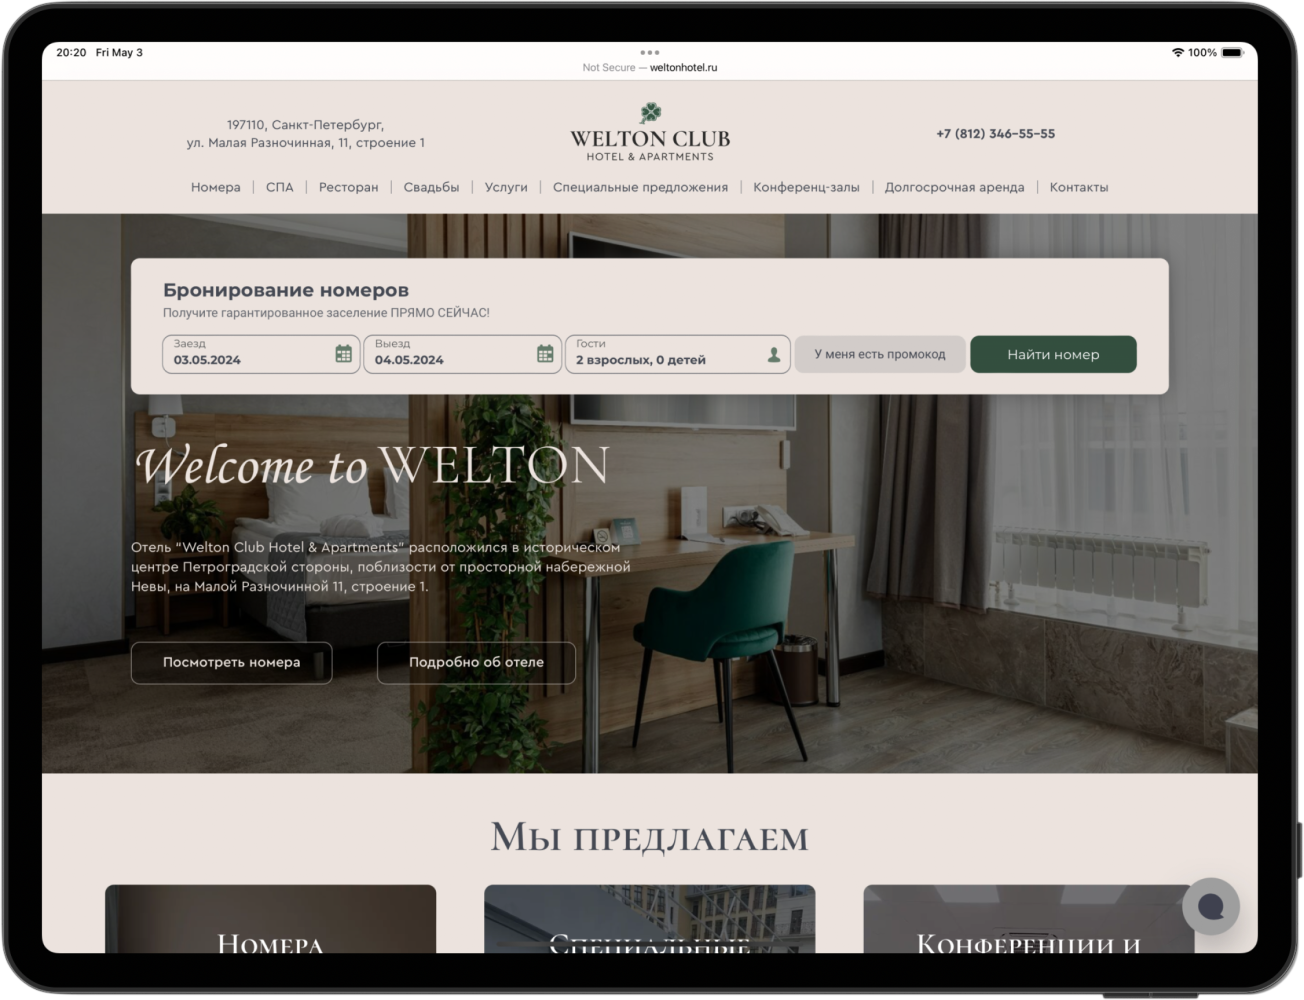 20:20 Fri May 3
100%
Not Secure — weltonhotel.ru
197110, Санкт-Петербург,
ул. Малая Разночинная, 11, строение 1
WELTON CLUB
HOTEL & APARTMENTS
+7 (812) 346-55-55
Номера | СПА | Ресторан | Свадьбы | Услуги | Специальные предложения | Конференц-залы | Долгосрочная аренда | Контакты
Бронирование номеров
Получите гарантированное заселение ПРЯМО СЕЙЧАС!
Заезд
03.05.2024
Выезд
04.05.2024
Гости
2 взрослых, 0 детей
У меня есть промокод
Найти номер
Welcome to WELTON
Отель “Welton Club Hotel & Apartments” расположился в историческом
центре Петроградской стороны, поблизости от просторной набережной
Невы, на Малой Разночинной 11, строение 1.
Посмотреть номера
Подробно об отеле
Мы предлагаем
Номера
Специальные
Конференции и